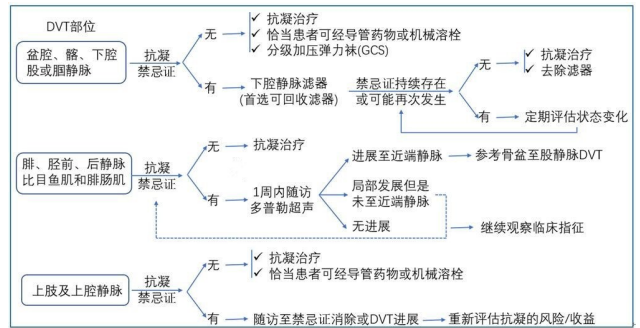 DVT部位
盆腔、髂、下腔
股或腘静脉
抗凝
禁忌证
无
✓ 抗凝治疗
✓ 恰当患者可经导管药物或机械溶栓
✓ 分级加压弹力袜(GCS)
有
下腔静脉滤器
(首选可回收滤器)
禁忌证持续存在
或可能再次发生
无
✓ 抗凝治疗
✓ 去除滤器
有
定期评估状态变化
腓、胫前、后静脉
比目鱼肌和腓肠肌
抗凝
禁忌证
无
抗凝治疗
有
1周内随访
多普勒超声
进展至近端静脉
参考骨盆至股静脉DVT
局部发展但是
未至近端静脉
无进展
继续观察临床指征
上肢及上腔静脉
抗凝
禁忌证
无
✓ 抗凝治疗
✓ 恰当患者可经导管药物或机械溶栓
有
随访至禁忌证消除或DVT进展
重新评估抗凝的风险/收益